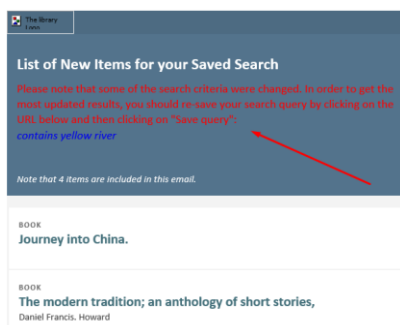 The library
Logo
List of New Items for your Saved Search
Please note that some of the search criteria were changed. In order to get the
most updated results, you should re-save your search query by clicking on the
URL below and then clicking on "Save query":
contains yellow river
Note that 4 items are included in this email.
BOOK
Journey into China.
BOOK
The modern tradition; an anthology of short stories,
Daniel Francis. Howard